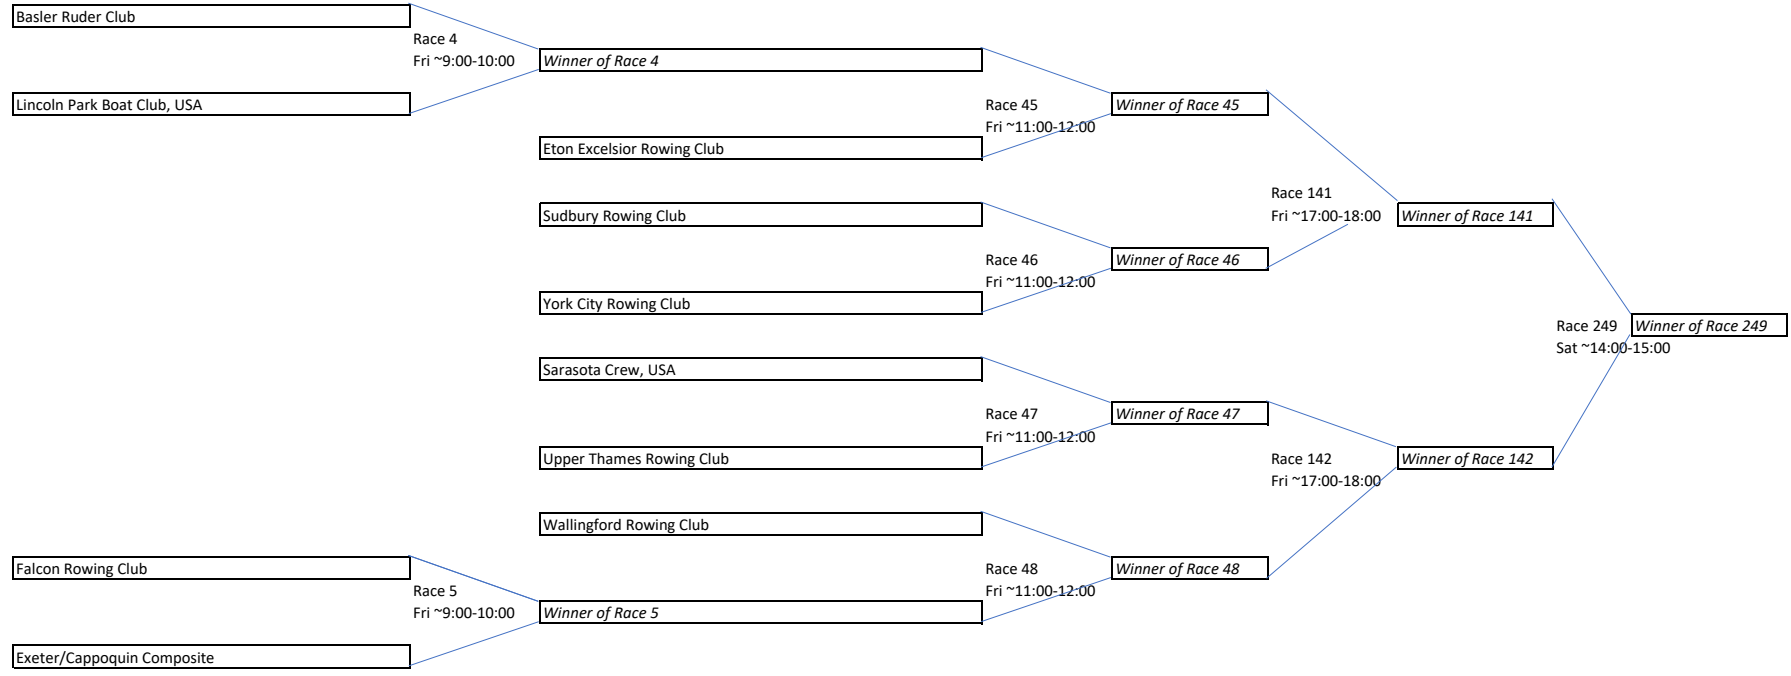 Basler Ruder Club
Race 4
Fri ~9:00-10:00
Winner of Race 4
Lincoln Park Boat Club, USA
Race 45
Fri ~11:00-12:00
Winner of Race 45
Eton Excelsior Rowing Club
Race 141
Fri ~17:00-18:00
Winner of Race 141
Sudbury Rowing Club
Race 46
Fri ~11:00-12:00
Winner of Race 46
York City Rowing Club
Race 249
Sat ~14:00-15:00
Winner of Race 249
Sarasota Crew, USA
Race 47
Fri ~11:00-12:00
Winner of Race 47
Upper Thames Rowing Club
Race 142
Fri ~17:00-18:00
Winner of Race 142
Wallingford Rowing Club
Falcon Rowing Club
Race 48
Fri ~11:00-12:00
Winner of Race 48
Race 5
Fri ~9:00-10:00
Winner of Race 5
Exeter/Cappoquin Composite